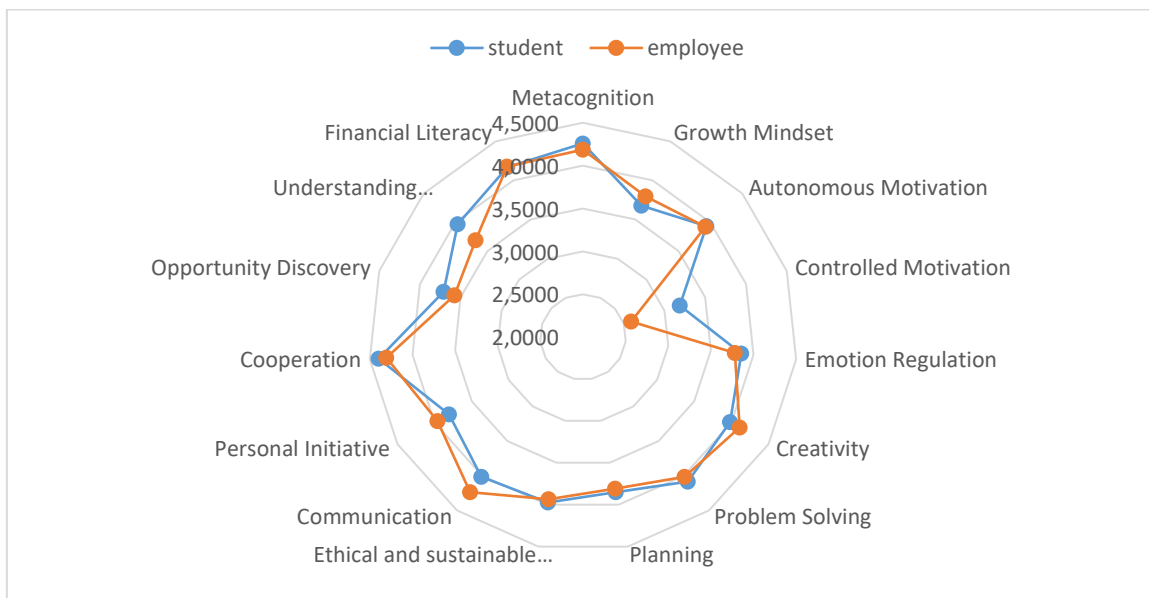 student employee
Metacognition
Growth Mindset
Autonomous Motivation
Controlled Motivation
Emotion Regulation
Creativity
Problem Solving
Planning
Ethical and sustainable...
Communication
Personal Initiative
Cooperation
Opportunity Discovery
Understanding...
Financial Literacy
4,5000
4,0000
3,5000
3,0000
2,5000
2,0000